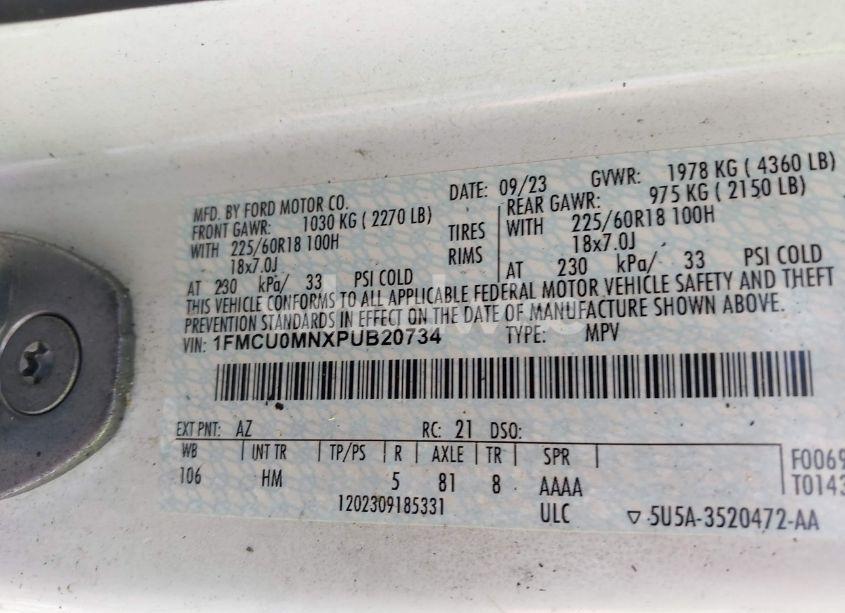 MFD. BY FORD MOTOR CO. DATE: 09/23 GVWR: 1978 KG ( 4360 LB)
FRONT GAWR: 1030 KG ( 2270 LB) REAR GAWR: 975 KG ( 2150 LB)
WITH 225/60R18 100H TIRES WITH 225/60R18 100H
18x7.0J RIMS 18x7.0J
AT 230 kPa/ 33 PSI COLD AT 230 kPa/ 33 PSI COLD
THIS VEHICLE CONFORMS TO ALL APPLICABLE FEDERAL MOTOR VEHICLE SAFETY AND THEFT
PREVENTION STANDARDS IN EFFECT ON THE DATE OF MANUFACTURE SHOWN ABOVE.
VIN: 1FMCU0MNXPUB20734 TYPE: MPV
EXT PNT: AZ RC: 21 DSO:
WB INT TR TP/PS R AXLE TR SPR F0069
106 HM 5 81 8 AAAA T0143
1202309185331 ULC ▽ 5U5A-3520472-AA